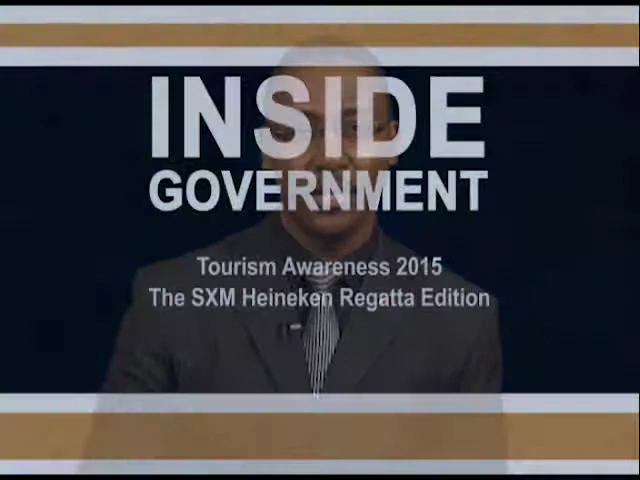 INSIDE
GOVERNMENT
Tourism Awareness 2015
The SXM Heineken Regatta Edition